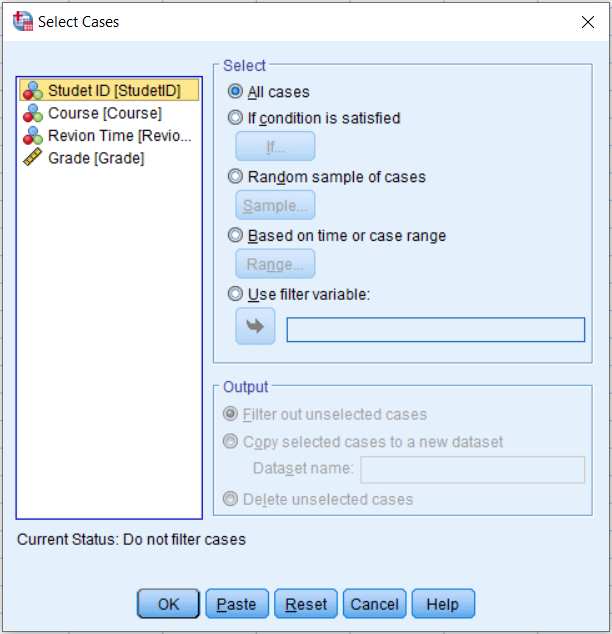 Select Cases
Studet ID [StudetID]
Course [Course]
Revion Time [Revio...
Grade [Grade]
Select
All cases
If condition is satisfied
If...
Random sample of cases
Sample...
Based on time or case range
Range...
Use filter variable:
Output
Filter out unselected cases
Copy selected cases to a new dataset
Dataset name:
Delete unselected cases
Current Status: Do not filter cases
OK Paste Reset Cancel Help